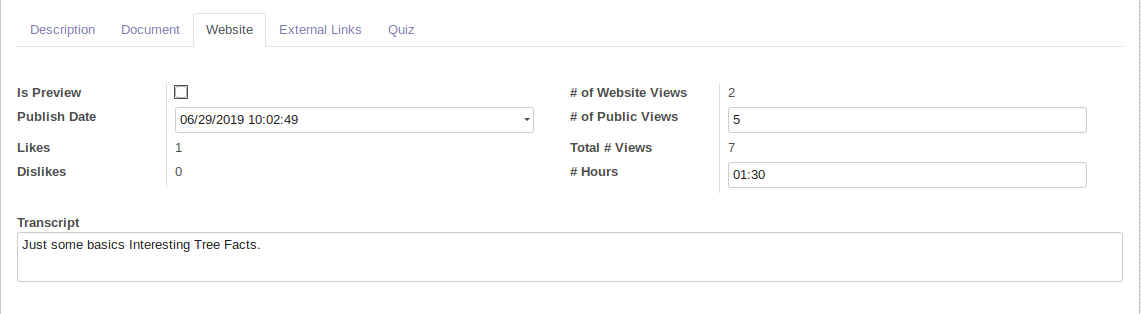 Description Document Website External Links Quiz
Is Preview
Publish Date 06/29/2019 10:02:49
Likes 1
Dislikes 0
# of Website Views 2
# of Public Views 5
Total # Views 7
# Hours 01:30
Transcript
Just some basics Interesting Tree Facts.